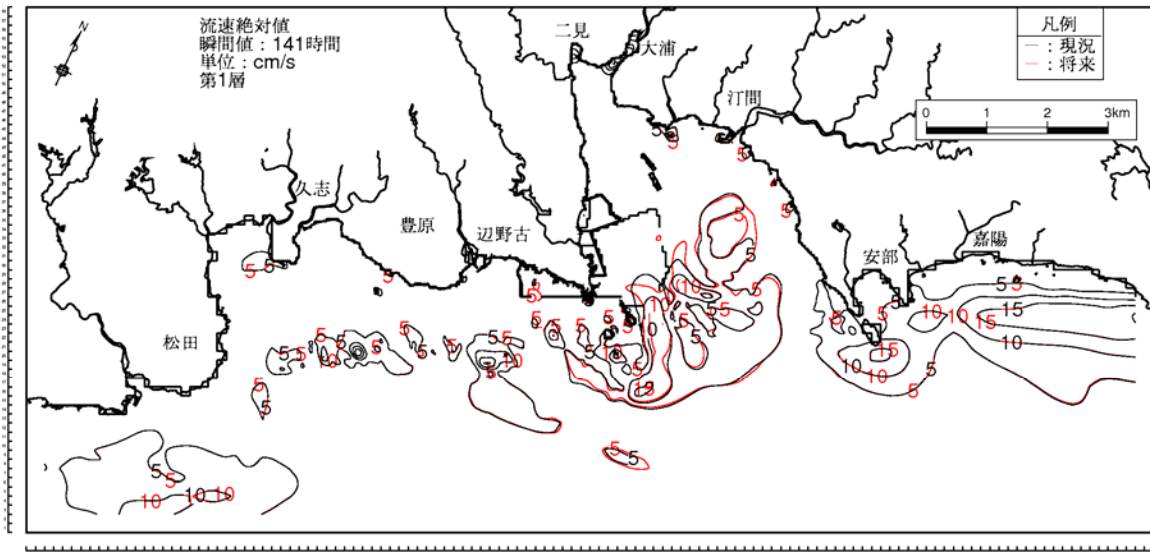 流速絶対値
瞬間値：141時間
単位：cm/s
第1層
N
凡例
―：現況
―：将来
0 1 2 3km
二見
大浦
汀間
久志
豊原
辺野古
安部
嘉陽
松田
5
10
15